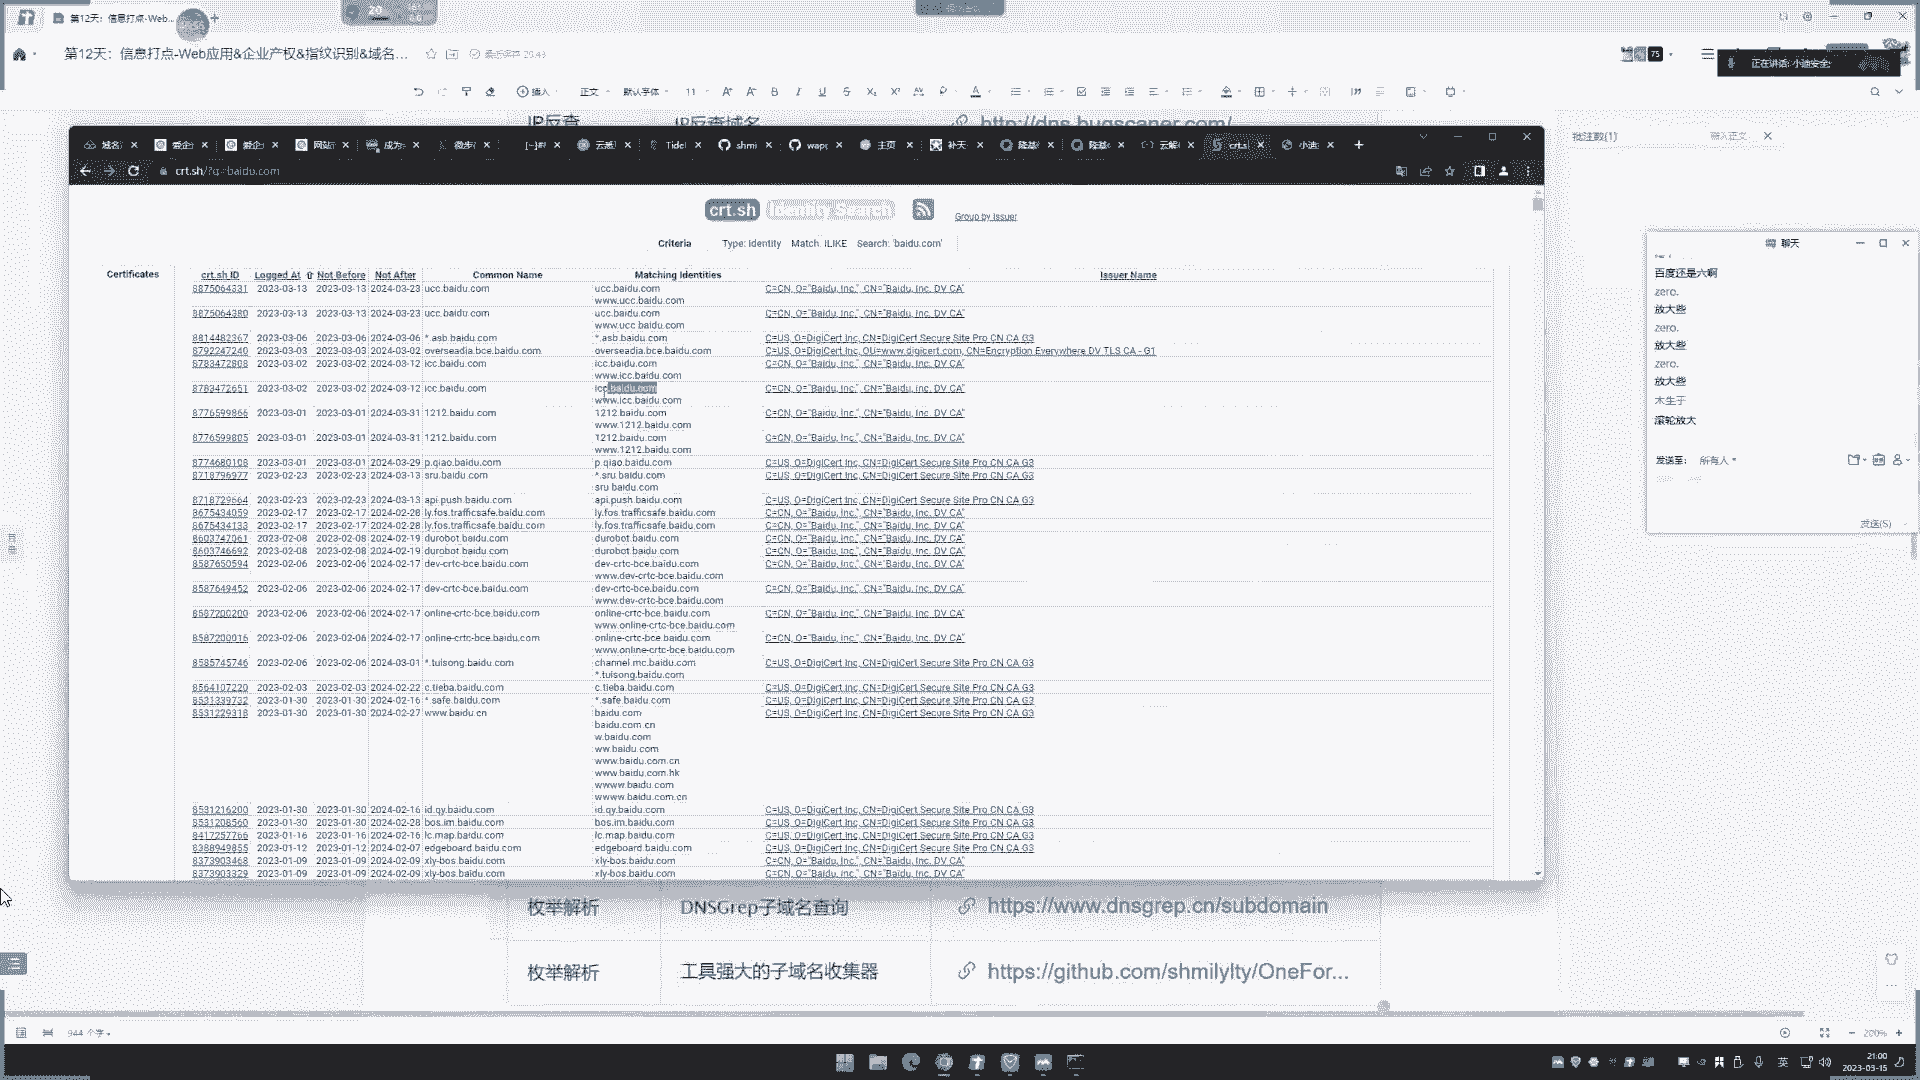 第12天：信息打点-Web...
第12天：信息打点-Web应用&企业产权&指纹识别&域名...
75
正在讲话: 小迪安全;
插入
正文
默认字体
11
IP反查
IP反查域名
http://dns.bugscaner.com/
批注数(1)
crt.sh/?q=baidu.com
crt.sh Identity Search
Group by Issuer
Criteria Type: Identity Match: ILIKE Search: 'baidu.com'
Certificates
crt.sh ID Logged At ⇧ Not Before Not After Common Name Matching Identities Issuer Name
8875064331 2023-03-13 2023-03-13 2024-03-23 ucc.baidu.com ucc.baidu.com C=CN, O="Baidu, Inc.", CN="Baidu, Inc. DV CA"
www.ucc.baidu.com
8875064380 2023-03-13 2023-03-13 2024-03-23 ucc.baidu.com ucc.baidu.com C=CN, O="Baidu, Inc.", CN="Baidu, Inc. DV CA"
www.ucc.baidu.com
8814482367 2023-03-06 2023-03-06 2024-03-06 *.asb.baidu.com *.asb.baidu.com C=US, O=DigiCert Inc, CN=DigiCert Secure Site Pro CN CA G3
8792247240 2023-03-03 2023-03-03 2024-03-02 overseadia.bce.baidu.com overseadia.bce.baidu.com C=US, O=DigiCert Inc, OU=www.digicert.com, CN=Encryption Everywhere DV TLS CA - G1
8783472808 2023-03-02 2023-03-02 2024-03-12 icc.baidu.com icc.baidu.com C=CN, O="Baidu, Inc.", CN="Baidu, Inc. DV CA"
www.icc.baidu.com
8783472651 2023-03-02 2023-03-02 2024-03-12 icc.baidu.com icc.baidu.com C=CN, O="Baidu, Inc.", CN="Baidu, Inc. DV CA"
www.icc.baidu.com
8776599866 2023-03-01 2023-03-01 2024-03-31 1212.baidu.com 1212.baidu.com C=CN, O="Baidu, Inc.", CN="Baidu, Inc. DV CA"
www.1212.baidu.com
8776599805 2023-03-01 2023-03-01 2024-03-31 1212.baidu.com 1212.baidu.com C=CN, O="Baidu, Inc.", CN="Baidu, Inc. DV CA"
www.1212.baidu.com
8774680108 2023-03-01 2023-03-01 2024-03-29 p.qiao.baidu.com p.qiao.baidu.com C=US, O=DigiCert Inc, CN=DigiCert Secure Site Pro CN CA G3
8718796977 2023-02-23 2023-02-23 2024-03-13 sru.baidu.com *.sru.baidu.com C=US, O=DigiCert Inc, CN=DigiCert Secure Site Pro CN CA G3
sru.baidu.com
8718729664 2023-02-23 2023-02-23 2024-03-13 api.push.baidu.com api.push.baidu.com C=US, O=DigiCert Inc, CN=DigiCert Secure Site Pro CN CA G3
8675434059 2023-02-17 2023-02-17 2024-02-28 ly.fos.trafficsafe.baidu.com ly.fos.trafficsafe.baidu.com C=CN, O="Baidu, Inc.", CN="Baidu, Inc. DV CA"
8675434133 2023-02-17 2023-02-17 2024-02-28 ly.fos.trafficsafe.baidu.com ly.fos.trafficsafe.baidu.com C=CN, O="Baidu, Inc.", CN="Baidu, Inc. DV CA"
8603747061 2023-02-08 2023-02-08 2024-02-19 durobot.baidu.com durobot.baidu.com C=CN, O="Baidu, Inc.", CN="Baidu, Inc. DV CA"
8603746692 2023-02-08 2023-02-08 2024-02-19 durobot.baidu.com durobot.baidu.com C=CN, O="Baidu, Inc.", CN="Baidu, Inc. DV CA"
8587650594 2023-02-06 2023-02-06 2024-02-17 dev-crtc-bce.baidu.com dev-crtc-bce.baidu.com C=CN, O="Baidu, Inc.", CN="Baidu, Inc. DV CA"
www.dev-crtc-bce.baidu.com
8587649452 2023-02-06 2023-02-06 2024-02-17 dev-crtc-bce.baidu.com dev-crtc-bce.baidu.com C=CN, O="Baidu, Inc.", CN="Baidu, Inc. DV CA"
www.dev-crtc-bce.baidu.com
8587200200 2023-02-06 2023-02-06 2024-02-17 online-crtc-bce.baidu.com online-crtc-bce.baidu.com C=CN, O="Baidu, Inc.", CN="Baidu, Inc. DV CA"
www.online-crtc-bce.baidu.com
8587200016 2023-02-06 2023-02-06 2024-02-17 online-crtc-bce.baidu.com online-crtc-bce.baidu.com C=CN, O="Baidu, Inc.", CN="Baidu, Inc. DV CA"
www.online-crtc-bce.baidu.com
8585745746 2023-02-06 2023-02-06 2024-03-01 *.tuisong.baidu.com channel.mc.baidu.com C=US, O=DigiCert Inc, CN=DigiCert Secure Site Pro CN CA G3
*.tuisong.baidu.com
8564107220 2023-02-03 2023-02-03 2024-02-22 c.tieba.baidu.com c.tieba.baidu.com C=US, O=DigiCert Inc, CN=DigiCert Secure Site Pro CN CA G3
8531339732 2023-01-30 2023-01-30 2024-02-16 *.safe.baidu.com *.safe.baidu.com C=US, O=DigiCert Inc, CN=DigiCert Secure Site Pro CN CA G3
8531229318 2023-01-30 2023-01-30 2024-02-27 www.baidu.cn baidu.com C=US, O=DigiCert Inc, CN=DigiCert Secure Site Pro CN CA G3
baidu.com.cn
w.baidu.com
ww.baidu.com
www.baidu.com.cn
www.baidu.com.hk
wwww.baidu.com
wwww.baidu.com.cn
8531216200 2023-01-30 2023-01-30 2024-02-16 id.qy.baidu.com id.qy.baidu.com C=US, O=DigiCert Inc, CN=DigiCert Secure Site Pro CN CA G3
8531208560 2023-01-30 2023-01-30 2024-02-28 bos.im.baidu.com bos.im.baidu.com C=US, O=DigiCert Inc, CN=DigiCert Secure Site Pro CN CA G3
8417257766 2023-01-16 2023-01-16 2024-02-16 lc.map.baidu.com lc.map.baidu.com C=US, O=DigiCert Inc, CN=DigiCert Secure Site Pro CN CA G3
8388949855 2023-01-12 2023-01-12 2024-02-07 edgeboard.baidu.com edgeboard.baidu.com C=US, O=DigiCert Inc, CN=DigiCert Secure Site Pro CN CA G3
8373903468 2023-01-09 2023-01-09 2024-02-09 xly-bos.baidu.com xly-bos.baidu.com C=CN, O="Baidu, Inc.", CN="Baidu, Inc. DV CA"
8373903329 2023-01-09 2023-01-09 2024-02-09 xly-bos.baidu.com xly-bos.baidu.com C=CN, O="Baidu, Inc.", CN="Baidu, Inc. DV CA"
聊天
百度还是六啊
zero.
放大些
zero.
放大些
zero.
放大些
木生于
滚轮放大
发送至: 所有人
发送(S)
枚举解析
DNSGrep子域名查询
https://www.dnsgrep.cn/subdomain
枚举解析
工具强大的子域名收集器
https://github.com/shmilylty/OneFor...
944 个字
200%
英
21:00
2023-03-15